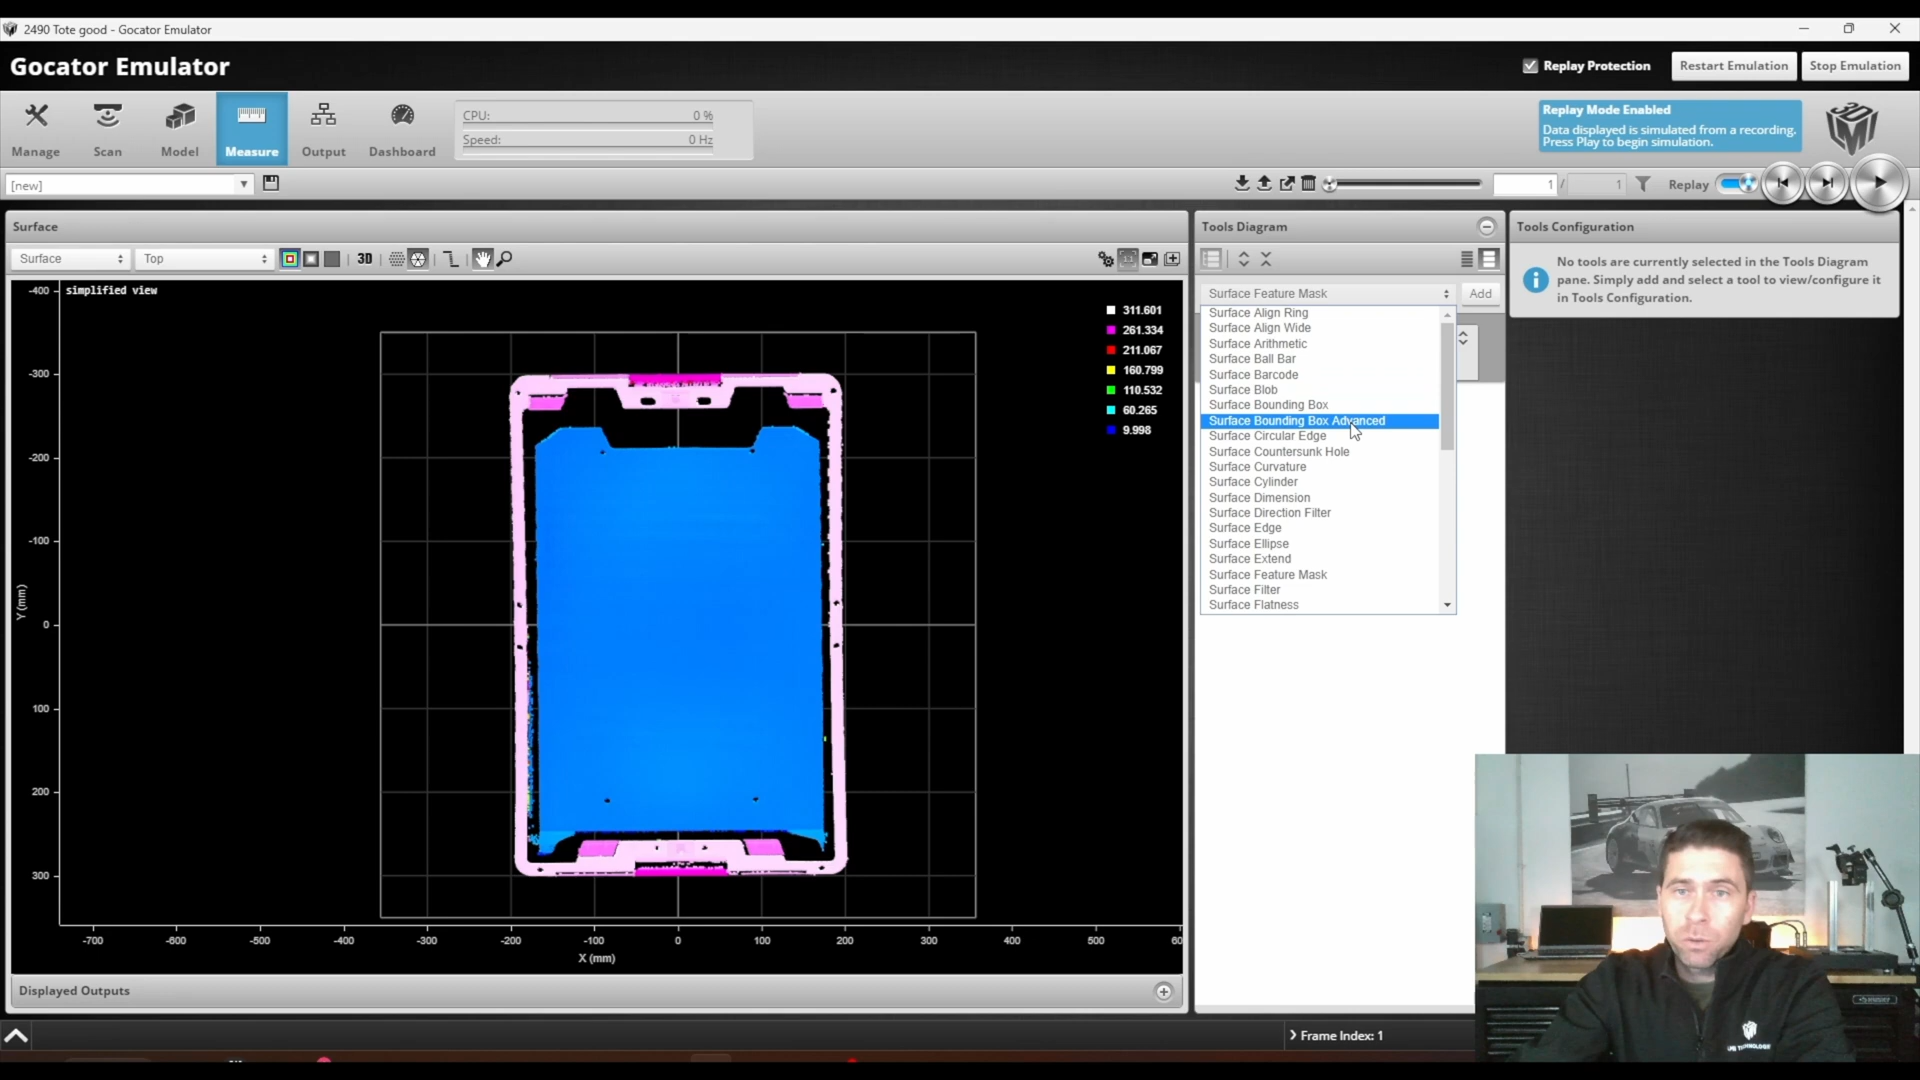 2490 Tote good - Gocator Emulator
Gocator Emulator
Replay Protection
Restart Emulation
Stop Emulation
Manage
Scan
Model
Measure
Output
Dashboard
CPU:
0 %
Speed:
0 Hz
Replay Mode Enabled
Data displayed is simulated from a recording.
Press Play to begin simulation.
[new]
1
/
1
Replay
Surface
Tools Diagram
Tools Configuration
Surface
Top
3D
No tools are currently selected in the Tools Diagram
pane. Simply add and select a tool to view/configure it
in Tools Configuration.
simplified view
Surface Feature Mask
Add
311.601
261.334
211.067
160.799
110.532
60.265
9.998
-400
-300
-200
-100
0
100
200
300
Y (mm)
Surface Align Ring
Surface Align Wide
Surface Arithmetic
Surface Ball Bar
Surface Barcode
Surface Blob
Surface Bounding Box
Surface Bounding Box Advanced
Surface Circular Edge
Surface Countersunk Hole
Surface Curvature
Surface Cylinder
Surface Dimension
Surface Direction Filter
Surface Edge
Surface Ellipse
Surface Extend
Surface Feature Mask
Surface Filter
Surface Flatness
-700
-600
-500
-400
-300
-200
-100
0
100
200
300
400
500
60
X (mm)
Displayed Outputs
Frame Index: 1